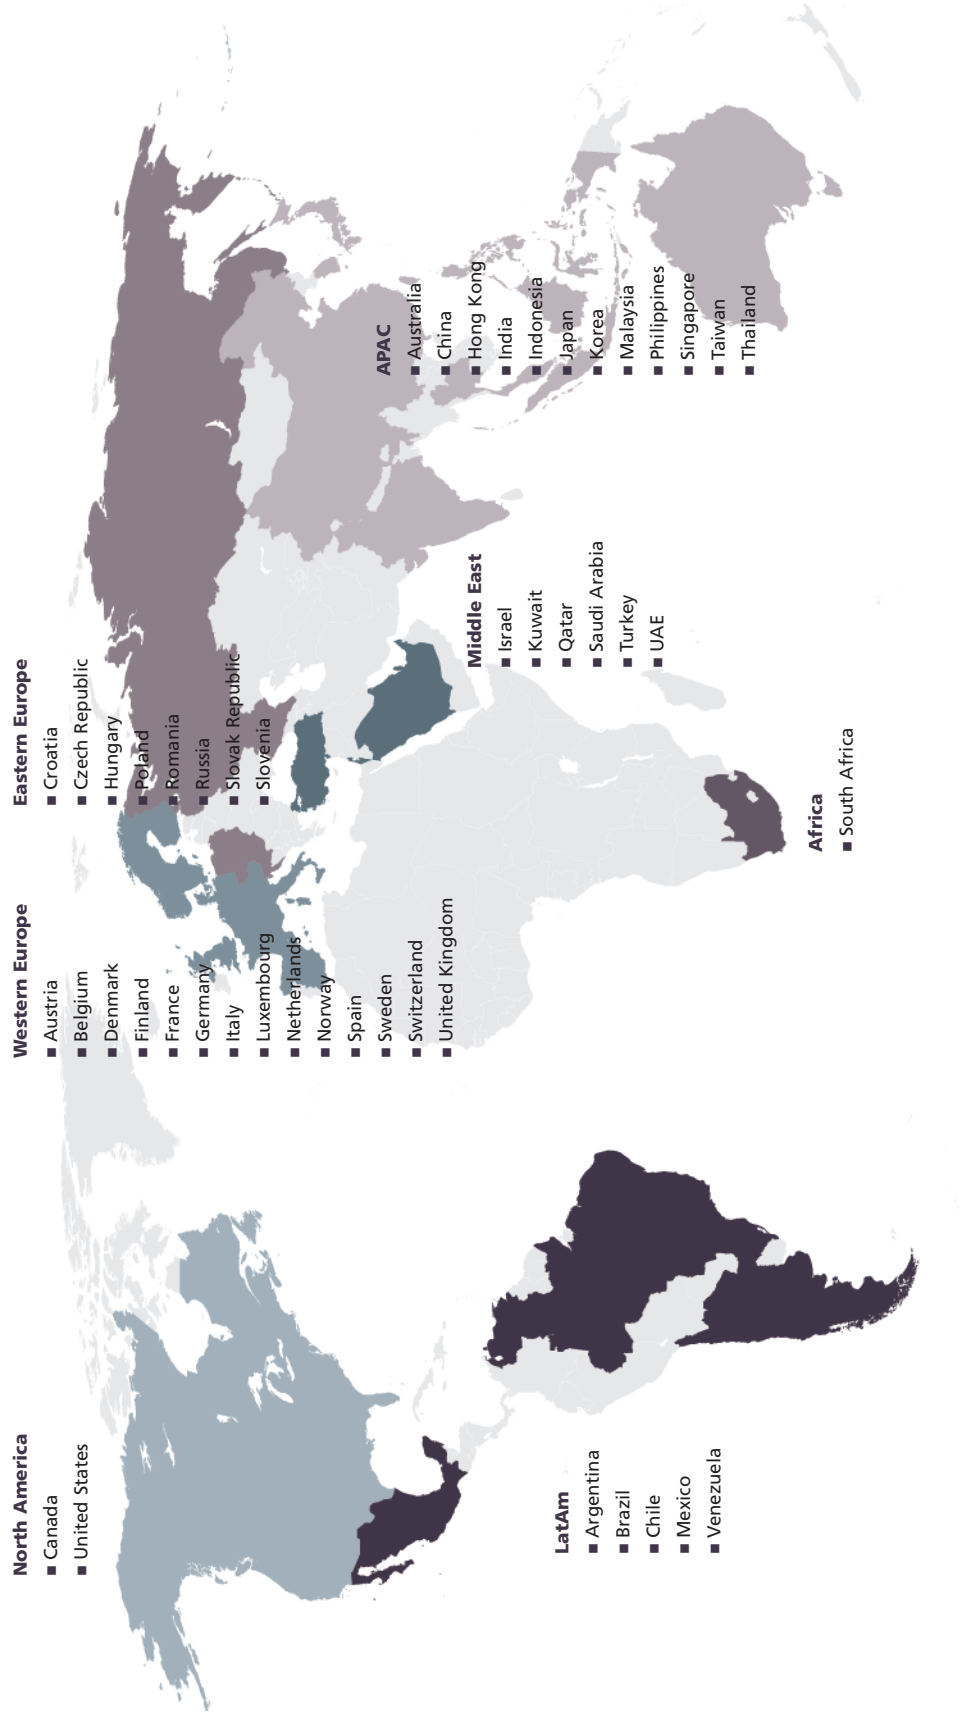 North America
Canada
United States
LatAm
Argentina
Brazil
Chile
Mexico
Venezuela
Western Europe
Austria
Belgium
Denmark
Finland
France
Germany
Italy
Luxembourg
Netherlands
Norway
Spain
Sweden
Switzerland
United Kingdom
Eastern Europe
Croatia
Czech Republic
Hungary
Poland
Romania
Russia
Slovak Republic
Slovenia
Africa
South Africa
Middle East
Israel
Kuwait
Qatar
Saudi Arabia
Turkey
UAE
APAC
Australia
China
Hong Kong
India
Indonesia
Japan
Korea
Malaysia
Philippines
Singapore
Taiwan
Thailand